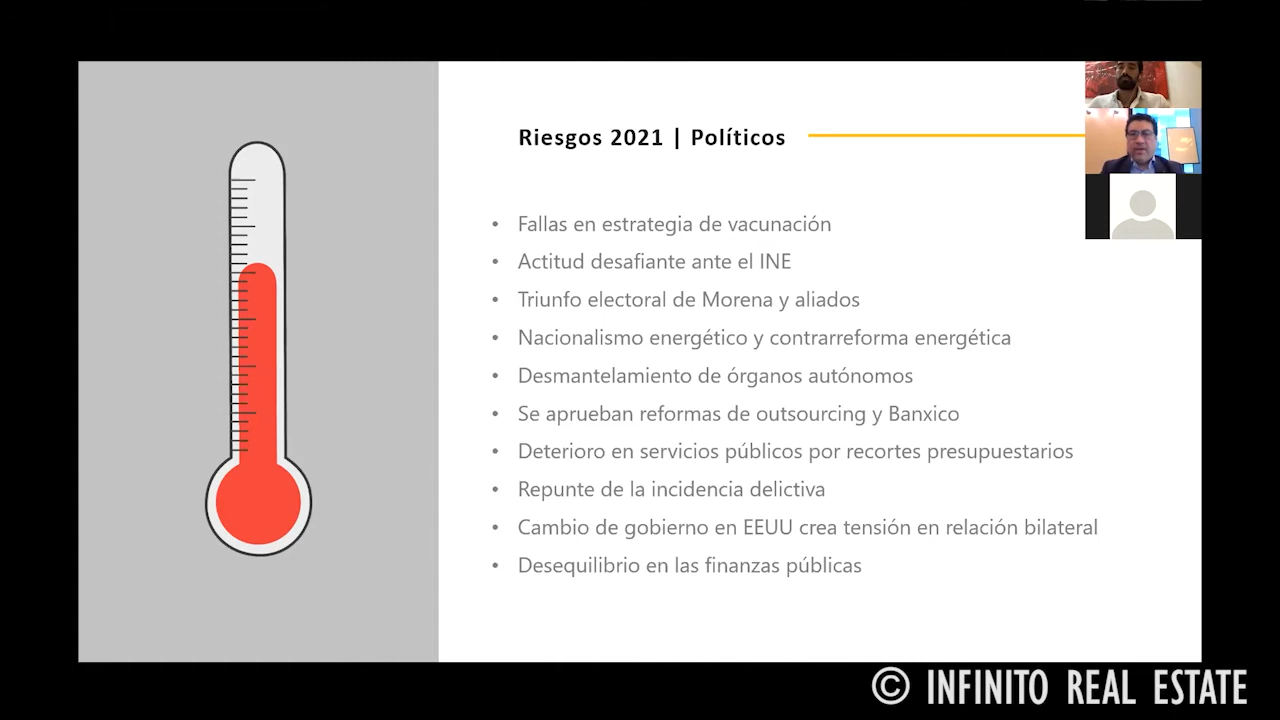 Riesgos 2021 | Políticos
• Fallas en estrategia de vacunación
• Actitud desafiante ante el INE
• Triunfo electoral de Morena y aliados
• Nacionalismo energético y contrarreforma energética
• Desmantelamiento de órganos autónomos
• Se aprueban reformas de outsourcing y Banxico
• Deterioro en servicios públicos por recortes presupuestarios
• Repunte de la incidencia delictiva
• Cambio de gobierno en EEUU crea tensión en relación bilateral
• Desequilibrio en las finanzas públicas
© INFINITO REAL ESTATE